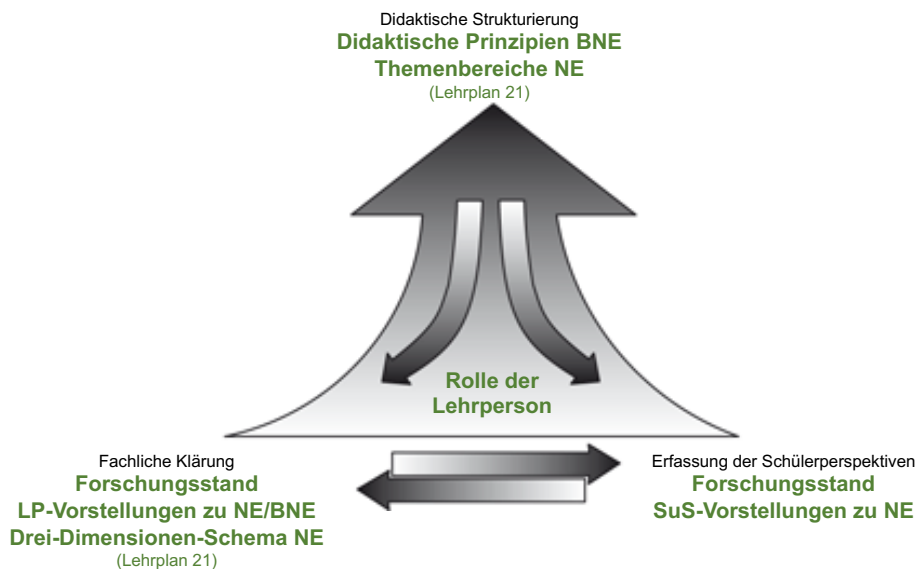 Didaktische Strukturierung
Didaktische Prinzipien BNE
Themenbereiche NE
(Lehrplan 21)
Rolle der
Lehrperson
Fachliche Klärung
Forschungsstand
LP-Vorstellungen zu NE/BNE
Drei-Dimensionen-Schema NE
(Lehrplan 21)
Erfassung der Schülerperspektiven
Forschungsstand
SuS-Vorstellungen zu NE